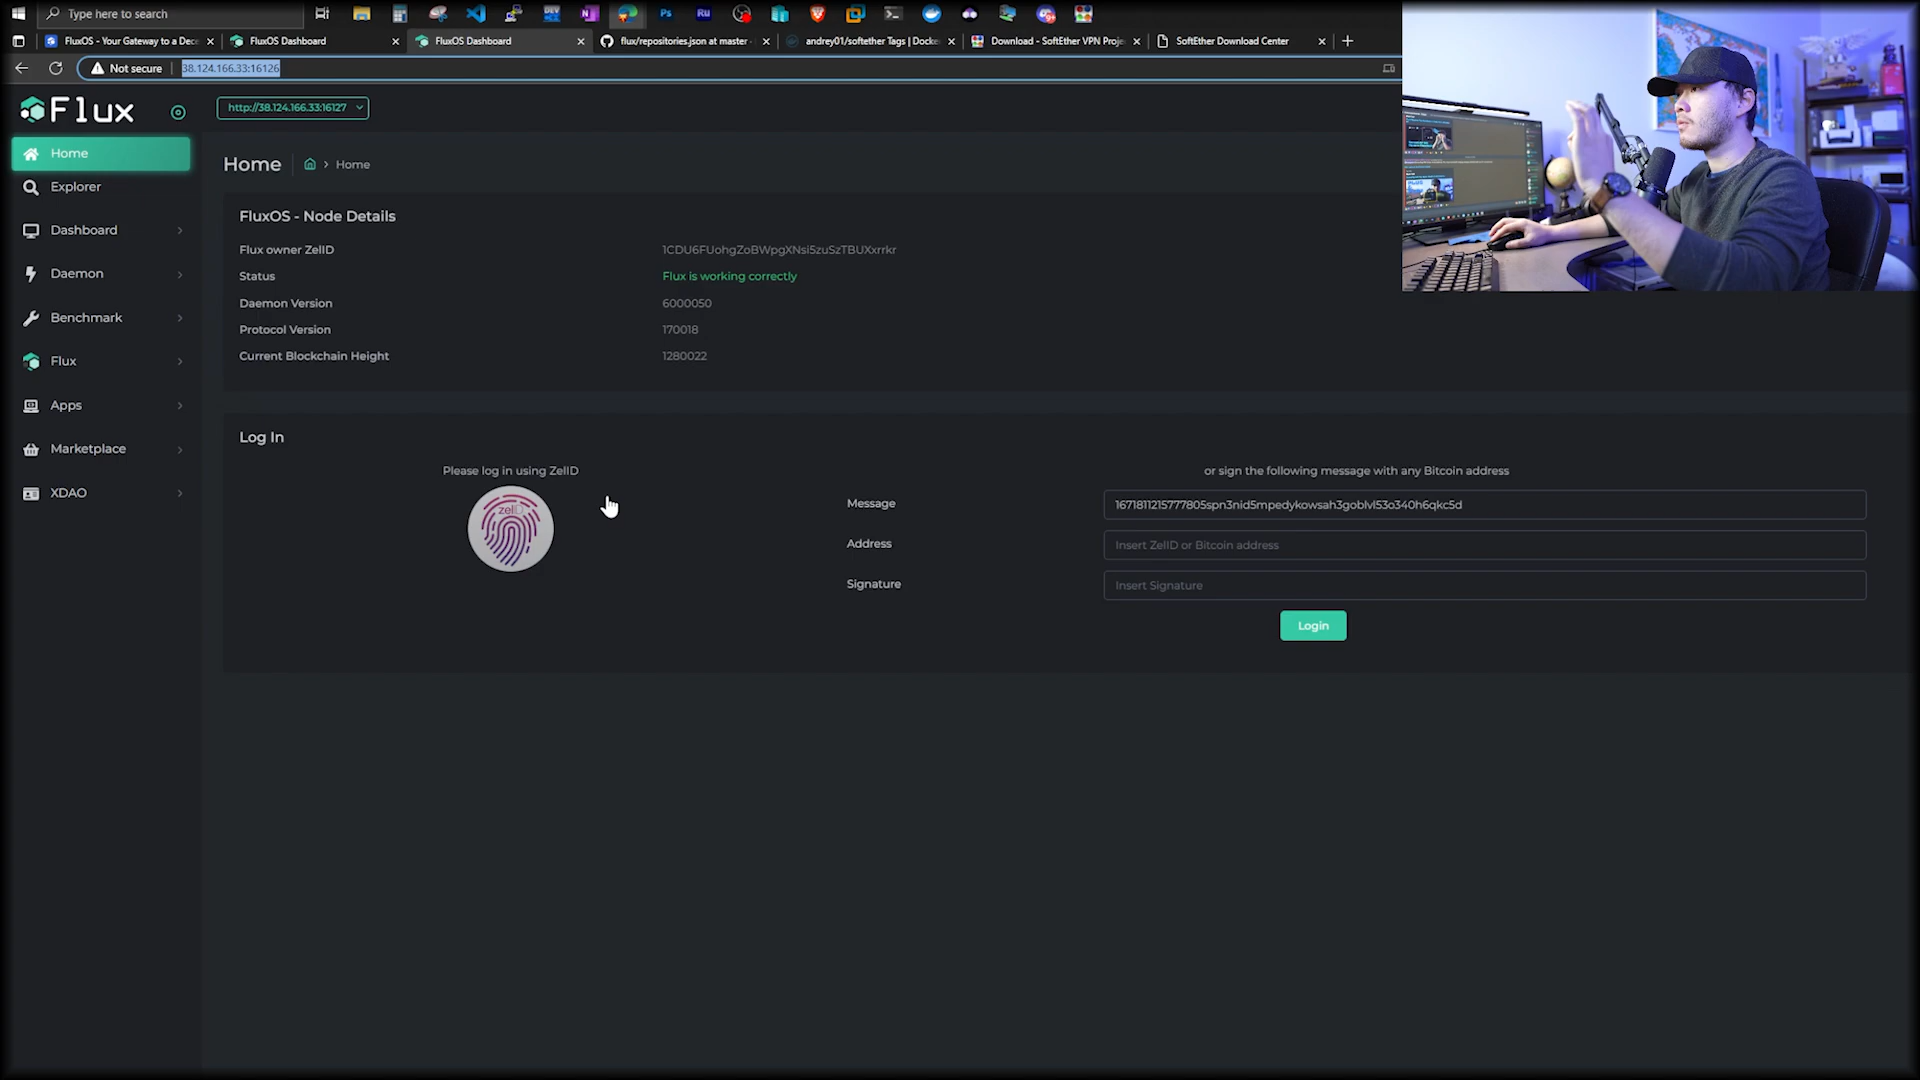 Type here to search
FluxOS - Your Gateway to a Dece
FluxOS Dashboard
FluxOS Dashboard
flux/repositories.json at master
andrey01/softether Tags | Docke
Download - SoftEther VPN Proje
SoftEther Download Center
Not secure
38.124.166.33:16126
Flux
http://38.124.166.33:16127
Home
Explorer
Dashboard
Daemon
Benchmark
Flux
Apps
Marketplace
XDAO
Home
Home
FluxOS - Node Details
Flux owner ZelID
1CDU6FUohgZoBWpgXNsi5zuSzTBUXxrrkr
Status
Flux is working correctly
Daemon Version
6000050
Protocol Version
170018
Current Blockchain Height
1280022
Log In
Please log in using ZelID
zelID
or sign the following message with any Bitcoin address
Message
1671811215777805spn3nid5mpedykowsah3goblvl53o340h6qkc5d
Address
Insert ZelID or Bitcoin address
Signature
Insert Signature
Login